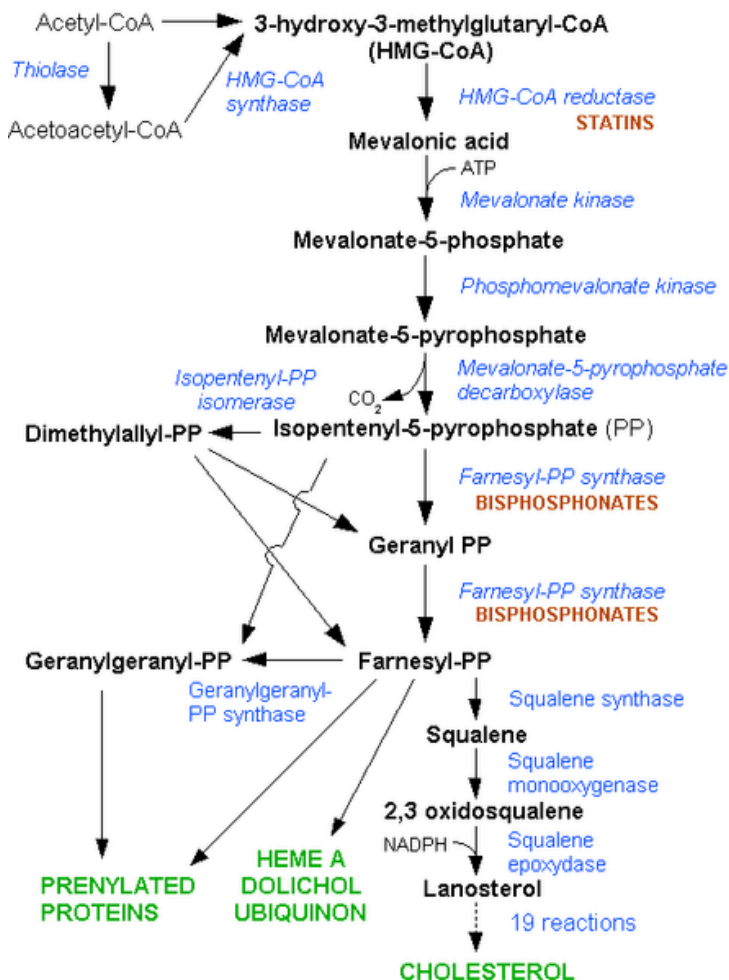 Acetyl-CoA
3-hydroxy-3-methylglutaryl-CoA
(HMG-CoA)
Thiolase
HMG-CoA
synthase
HMG-CoA reductase
STATINS
Acetoacetyl-CoA
Mevalonic acid
ATP
Mevalonate kinase
Mevalonate-5-phosphate
Phosphomevalonate kinase
Mevalonate-5-pyrophosphate
Isopentenyl-PP
isomerase
CO2
Mevalonate-5-pyrophosphate
decarboxylase
Dimethylallyl-PP
Isopentenyl-5-pyrophosphate (PP)
Farnesyl-PP synthase
BISPHOSPHONATES
Geranyl PP
Farnesyl-PP synthase
BISPHOSPHONATES
Geranylgeranyl-PP
Farnesyl-PP
Geranylgeranyl-
PP synthase
Squalene synthase
Squalene
Squalene
monooxygenase
2,3 oxidosqualene
NADPH
Squalene
epoxydase
HEME A
DOLICHOL
UBIQUINON
PRENYLATED
PROTEINS
Lanosterol
19 reactions
CHOLESTEROL